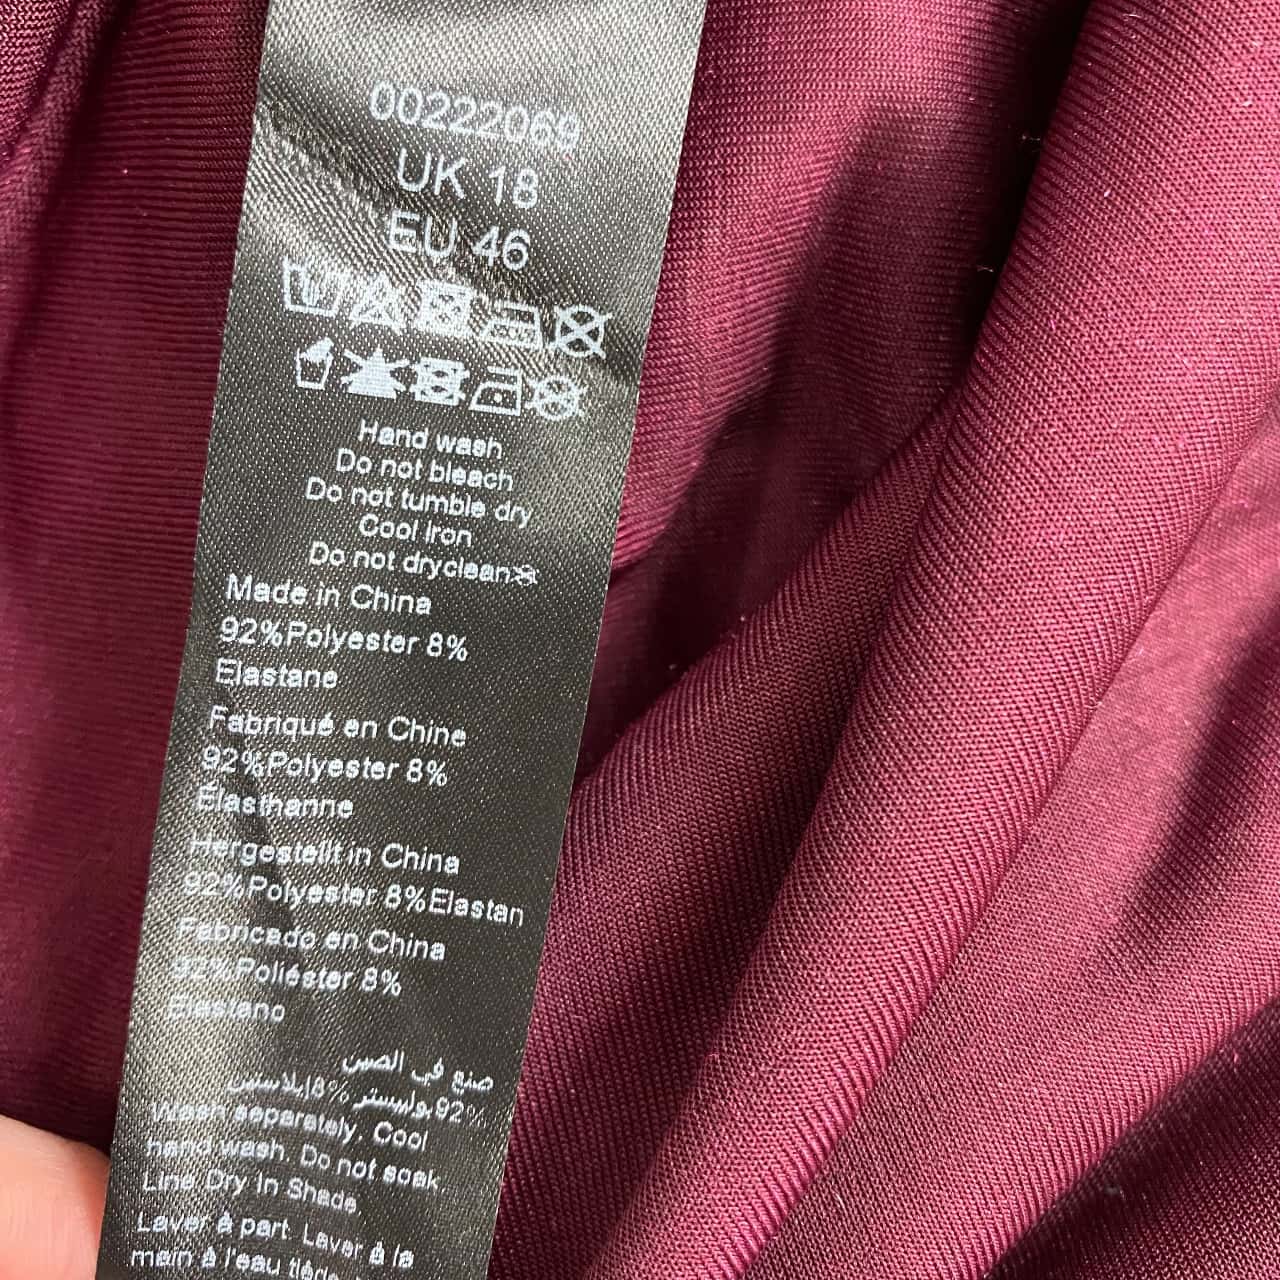 00222069
UK 18
EU 46
Hand wash
Do not bleach
Do not tumble dry
Cool iron
Do not dryclean
Made in China
92%Polyester 8%
Elastane
Fabriqué en Chine
92%Polyester 8%
Élasthanne
Hergestellt in China
92%Polyester 8%Elastan
Fabricado en China
92%Poliéster 8%
Elastano
صنع في الصين
92%بوليستر 8%إيلاستين
Wash separately. Cool
hand wash. Do not soak.
Line Dry In Shade
Laver à part. Laver à la
main à l'eau tiède.